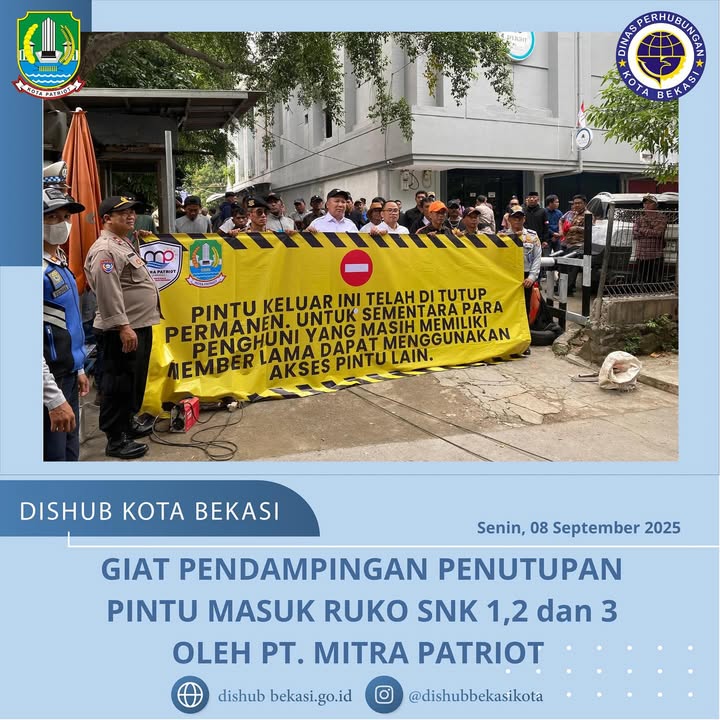 KOTA PATRIOT
DINAS PERHUBUNGAN
KOTA BEKASI
PINTU KELUAR INI TELAH DI TUTUP
PERMANEN. UNTUK SEMENTARA PARA
PENGHUNI YANG MASIH MEMILIKI
MEMBER LAMA DAPAT MENGGUNAKAN
AKSES PINTU LAIN.
DISHUB KOTA BEKASI
Senin, 08 September 2025
GIAT PENDAMPINGAN PENUTUPAN
PINTU MASUK RUKO SNK 1,2 dan 3
OLEH PT. MITRA PATRIOT
dishub bekasi.go.id
@dishubbekasikota